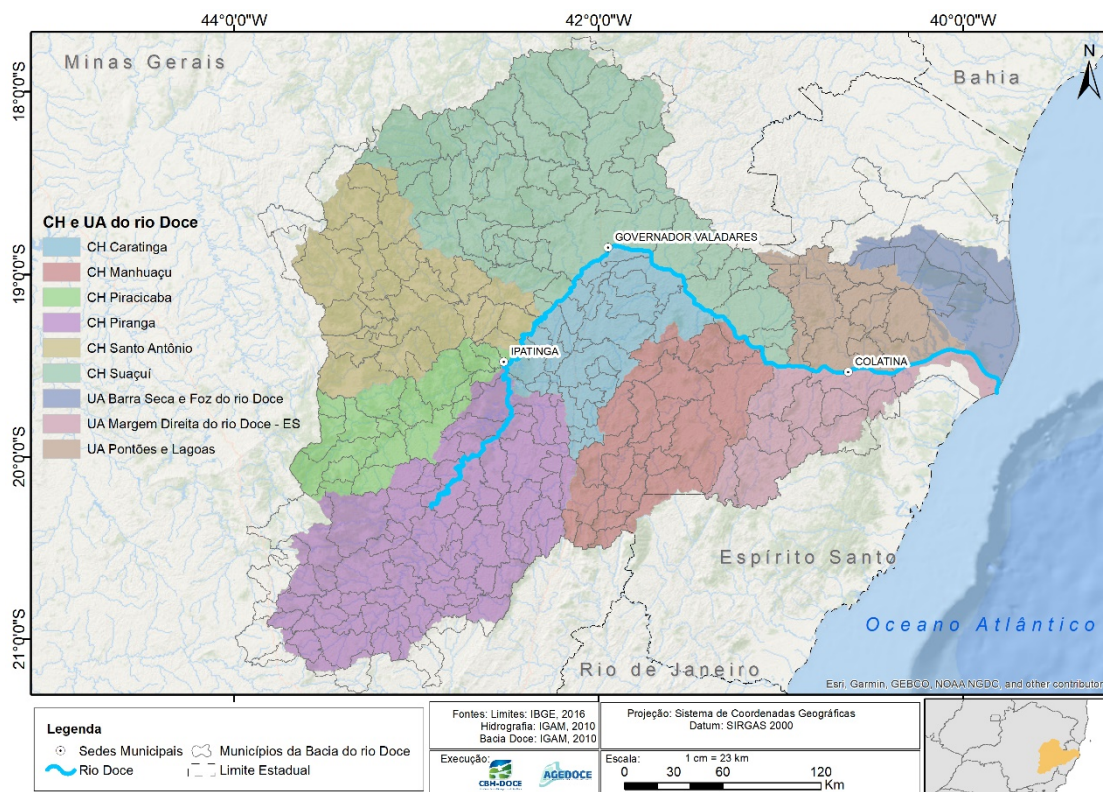 44°0'0"W
42°0'0"W
40°0'0"W
Minas Gerais
Bahia
N
18°0'0"S
19°0'0"S
20°0'0"S
21°0'0"S
CH e UA do rio Doce
CH Caratinga
CH Manhuaçu
CH Piracicaba
CH Piranga
CH Santo Antônio
CH Suaçuí
UA Barra Seca e Foz do rio Doce
UA Margem Direita do rio Doce - ES
UA Pontões e Lagoas
GOVERNADOR VALADARES
IPATINGA
COLATINA
Espírito Santo
Oceano Atlântico
Rio de Janeiro
Esri, Garmin, GEBCO, NOAA NGDC, and other contributor
Legenda
Sedes Municipais
Municípios da Bacia do rio Doce
Rio Doce
Limite Estadual
Fontes: Limites: IBGE, 2016
Hidrografia: IGAM, 2010
Bacia Doce: IGAM, 2010
Execução:
CBH-DOCE
AGEDOCE
Projeção: Sistema de Coordenadas Geográficas
Datum: SIRGAS 2000
Escala:
1 cm = 23 km
0 30 60 120
Km